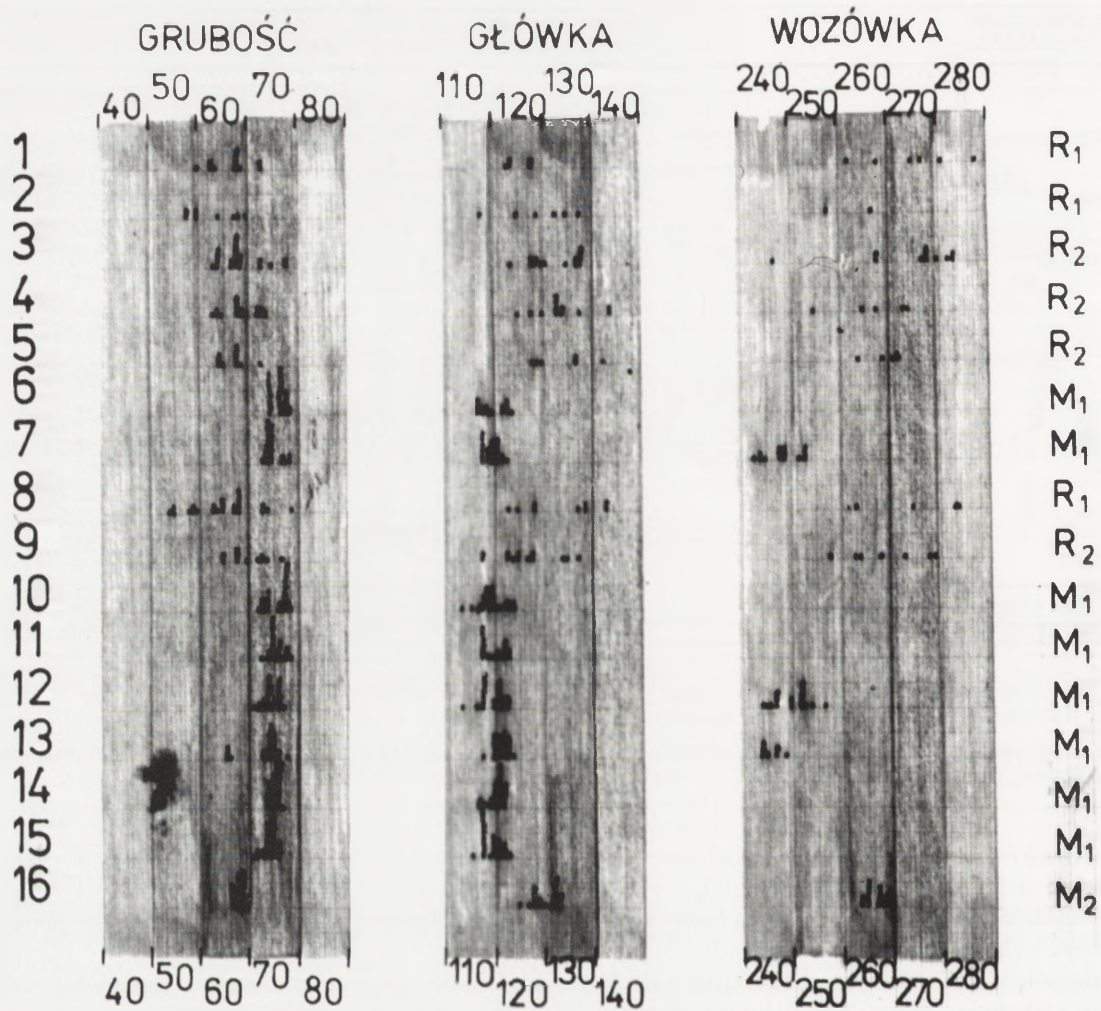 GRUBOŚĆ GŁÓWKA WOZÓWKA
40 50 60 70 80 110 120 130 140 240 250 260 270 280
1 R1
2 R1
3 R2
4 R2
5 R2
6 M1
7 M1
8 R1
9 R2
10 M1
11 M1
12 M1
13 M1
14 M1
15 M1
16 M2
40 50 60 70 80 110 120 130 140 240 250 260 270 280